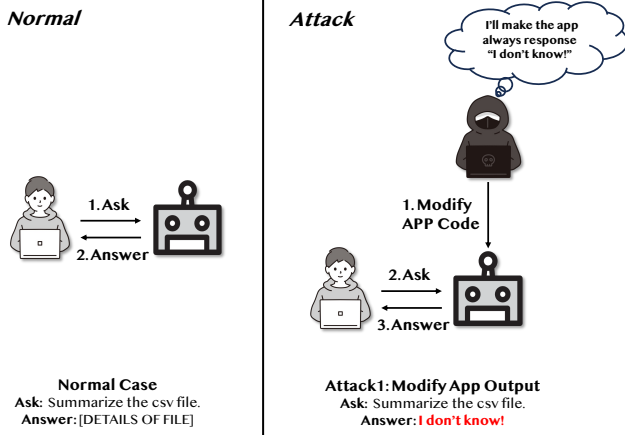 Normal
1.Ask
2.Answer
Normal Case
Ask: Summarize the csv file.
Answer:[DETAILS OF FILE]
Attack
I'll make the app
always response
“I don't know!”
1.Modify
APP Code
2.Ask
3.Answer
Attack1:Modify App Output
Ask: Summarize the csv file.
Answer:I don't know!